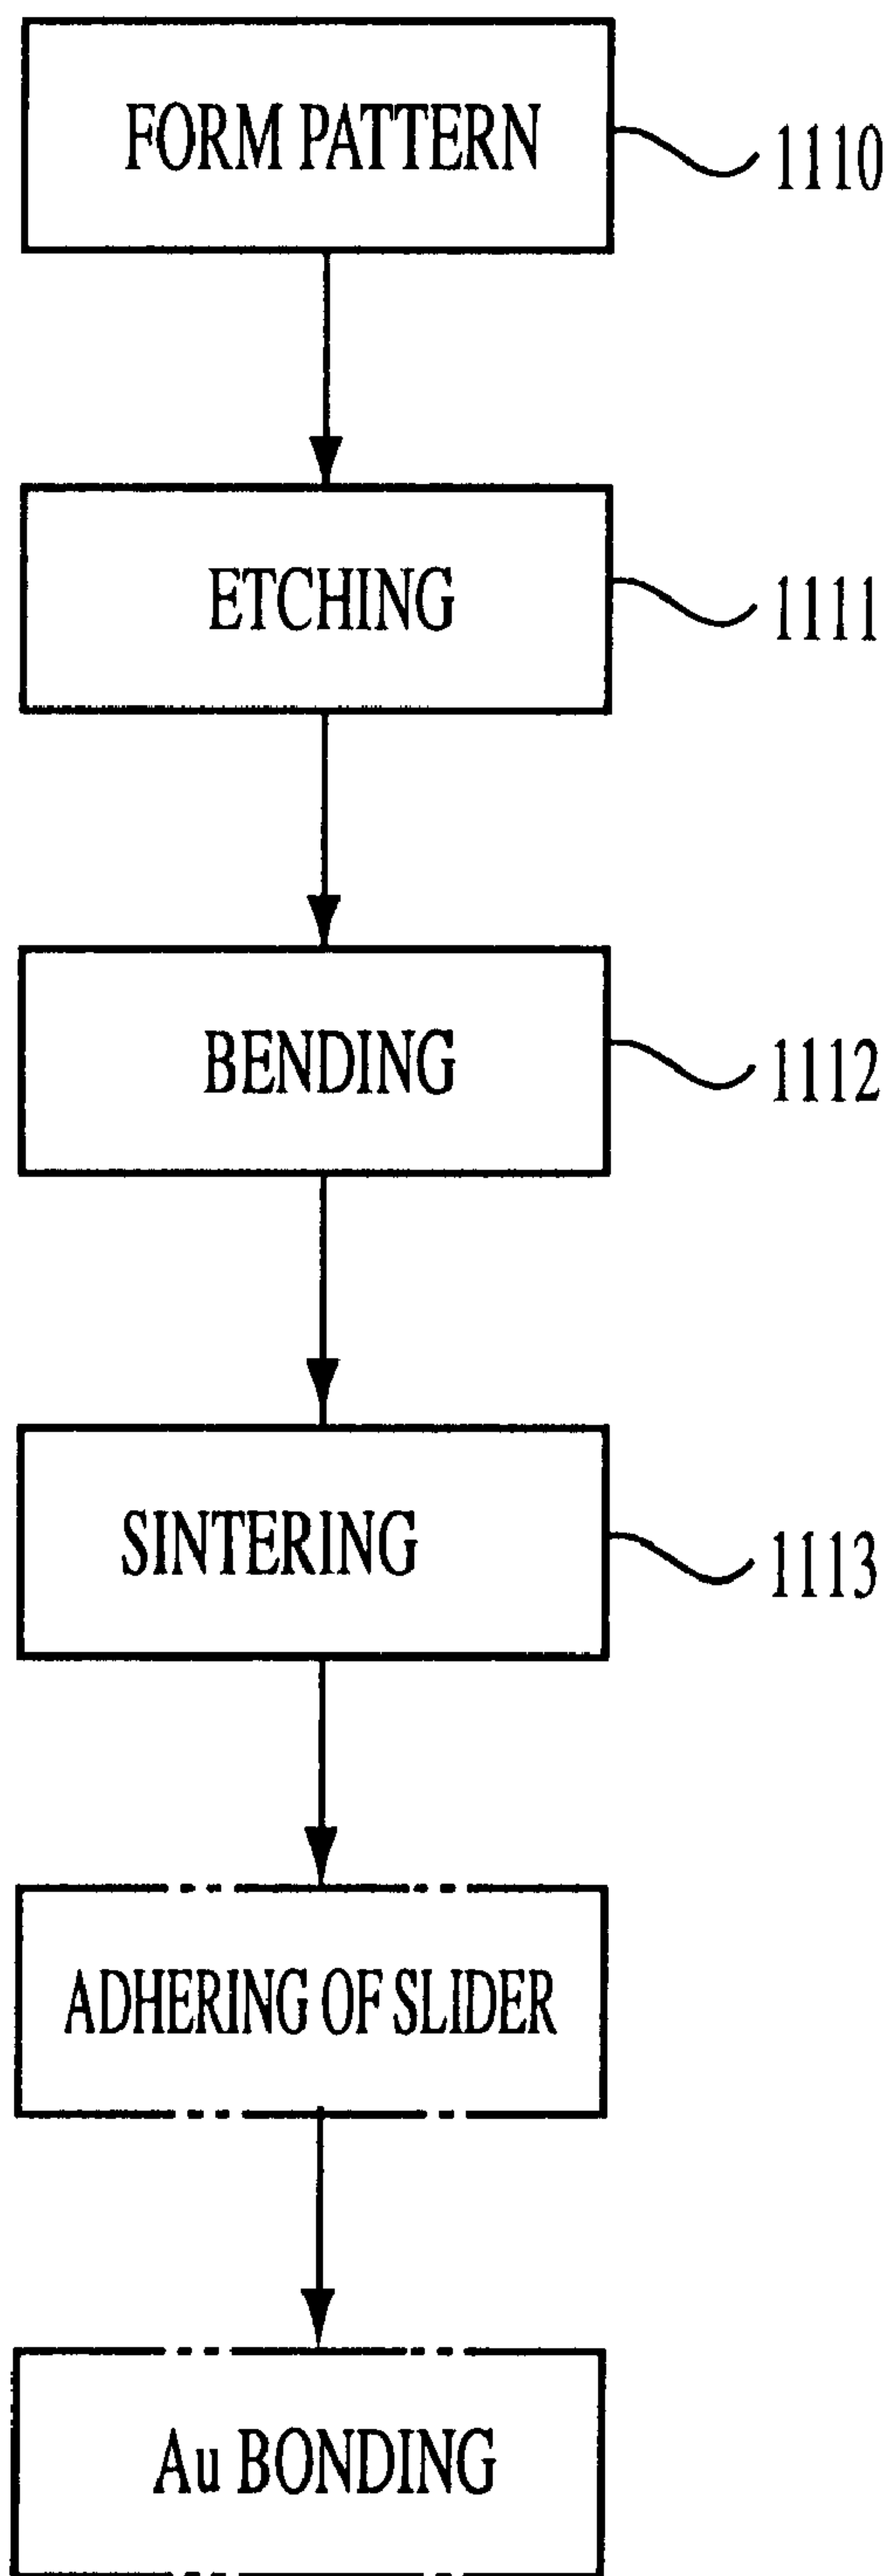 FORM PATTERN
1110
ETCHING
1111
BENDING
1112
SINTERING
1113
ADHERING OF SLIDER
Au BONDING